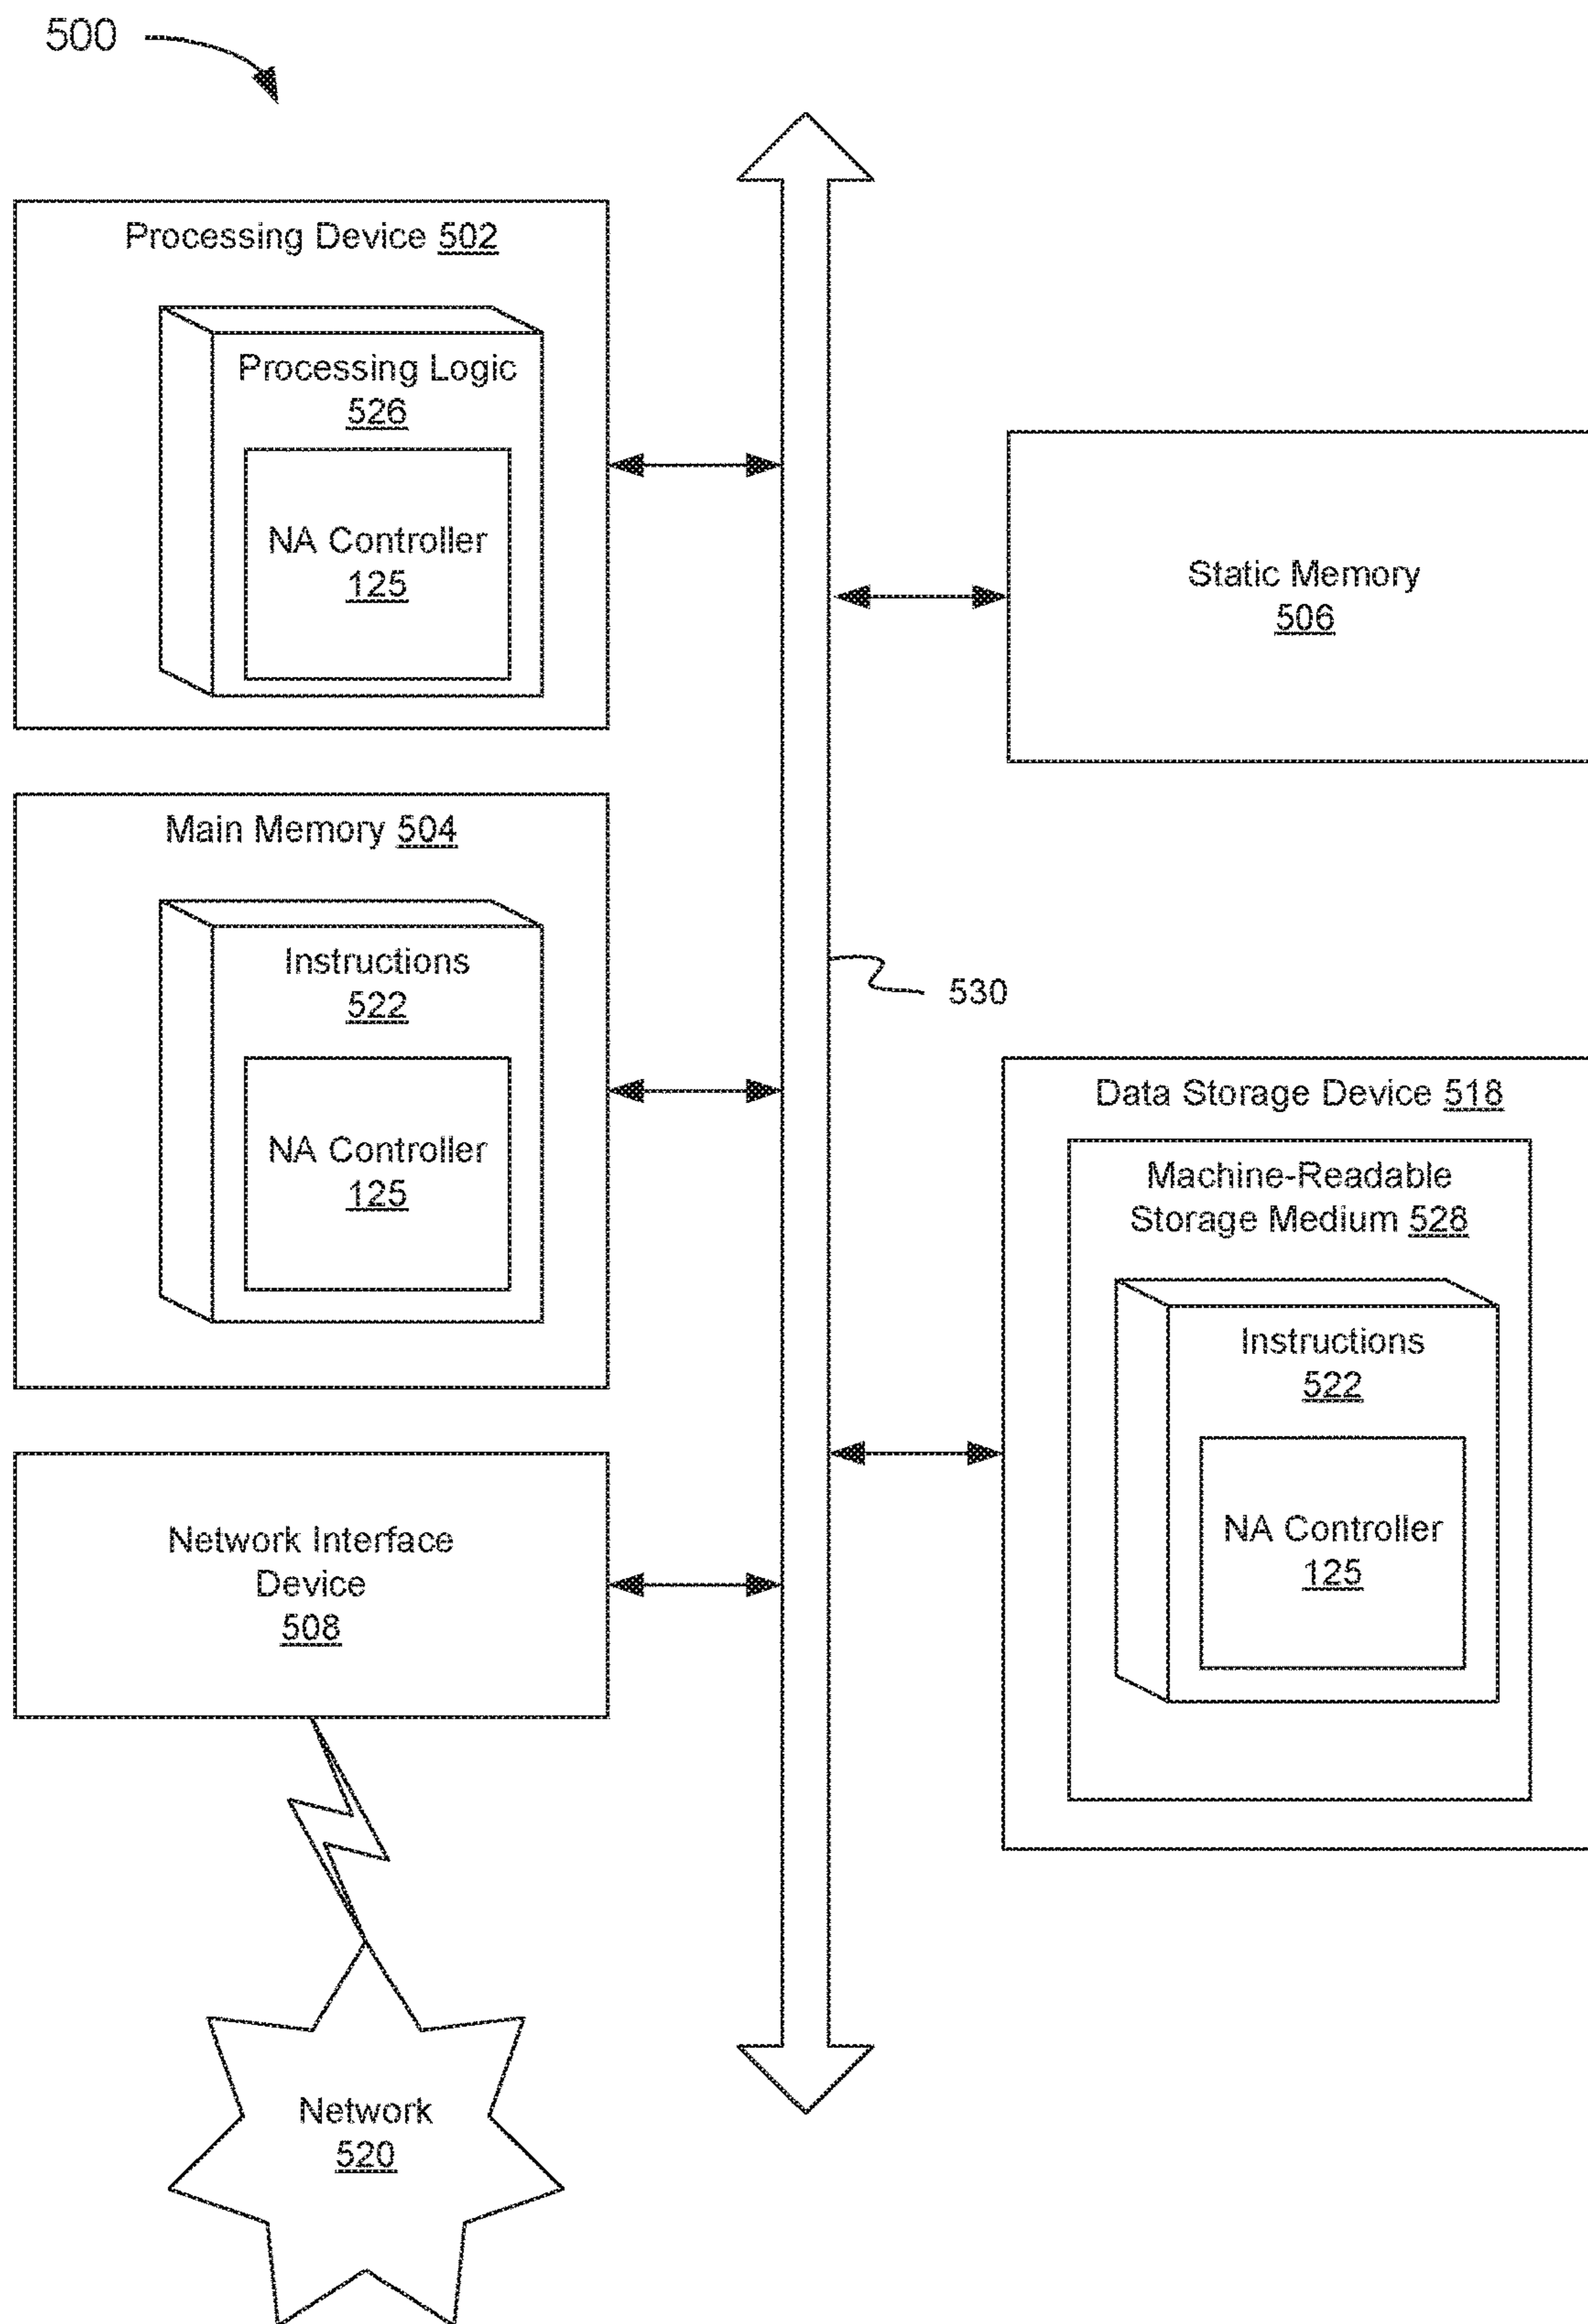 500
Processing Device 502
Processing Logic
526
NA Controller
125
Static Memory
506
Main Memory 504
Instructions
522
NA Controller
125
530
Data Storage Device 518
Machine-Readable
Storage Medium 528
Instructions
522
NA Controller
125
Network Interface
Device
508
Network
520